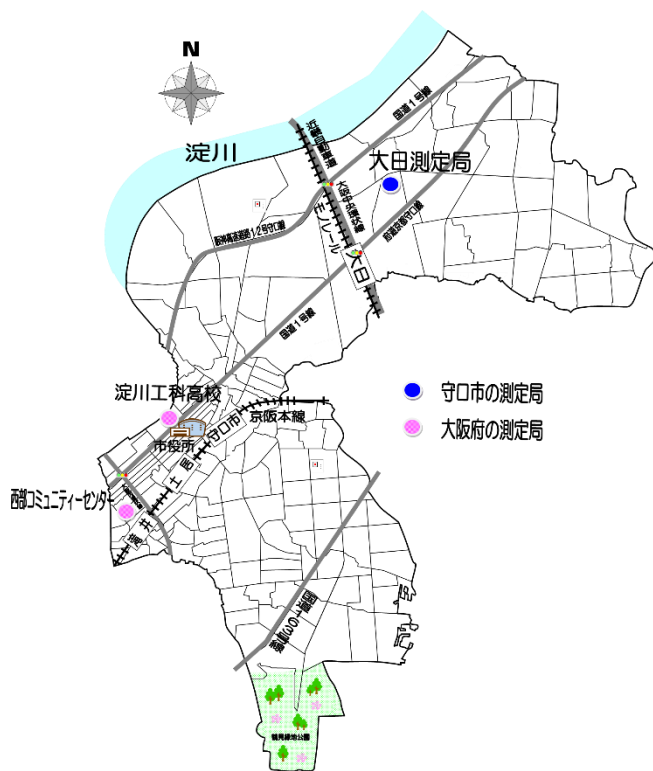 N
淀川
近畿自動車道
国道1号線
大日測定局
大阪中央環状線
モノレール
大日
阪神高速道路12号守口線
府道京都守口線
国道1号線
淀川工科高校
守口市の測定局
大阪府の測定局
京阪本線
守口市
市役所
土居
滝井
西部コミュニティーセンター
国道163号線
鶴見緑地公園